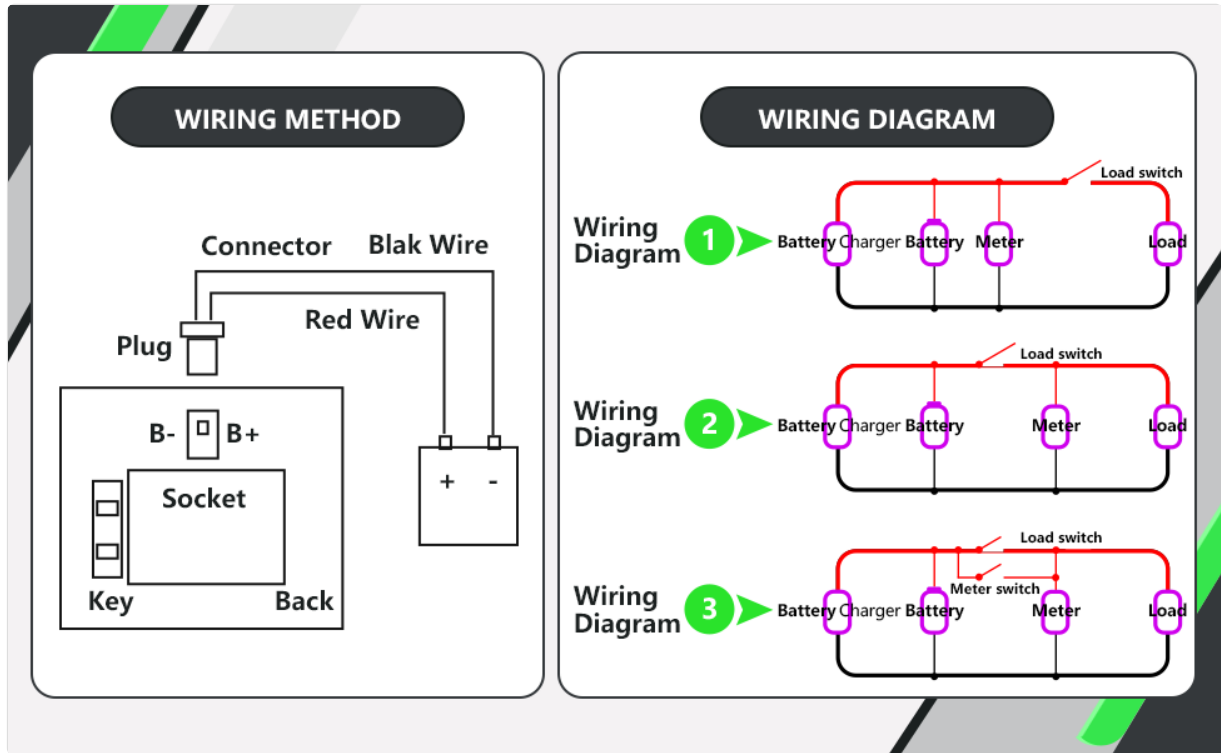 WIRING METHOD
Connector
Blak Wire
Red Wire
Plug
B-
B+
Socket
Key
Back
+ -
WIRING DIAGRAM
Wiring
Diagram
1
Load switch
Battery Charger Battery Meter Load
Wiring
Diagram
2
Load switch
Battery Charger Battery Meter Load
Wiring
Diagram
3
Load switch
Meter switch
Battery Charger Battery Meter Load